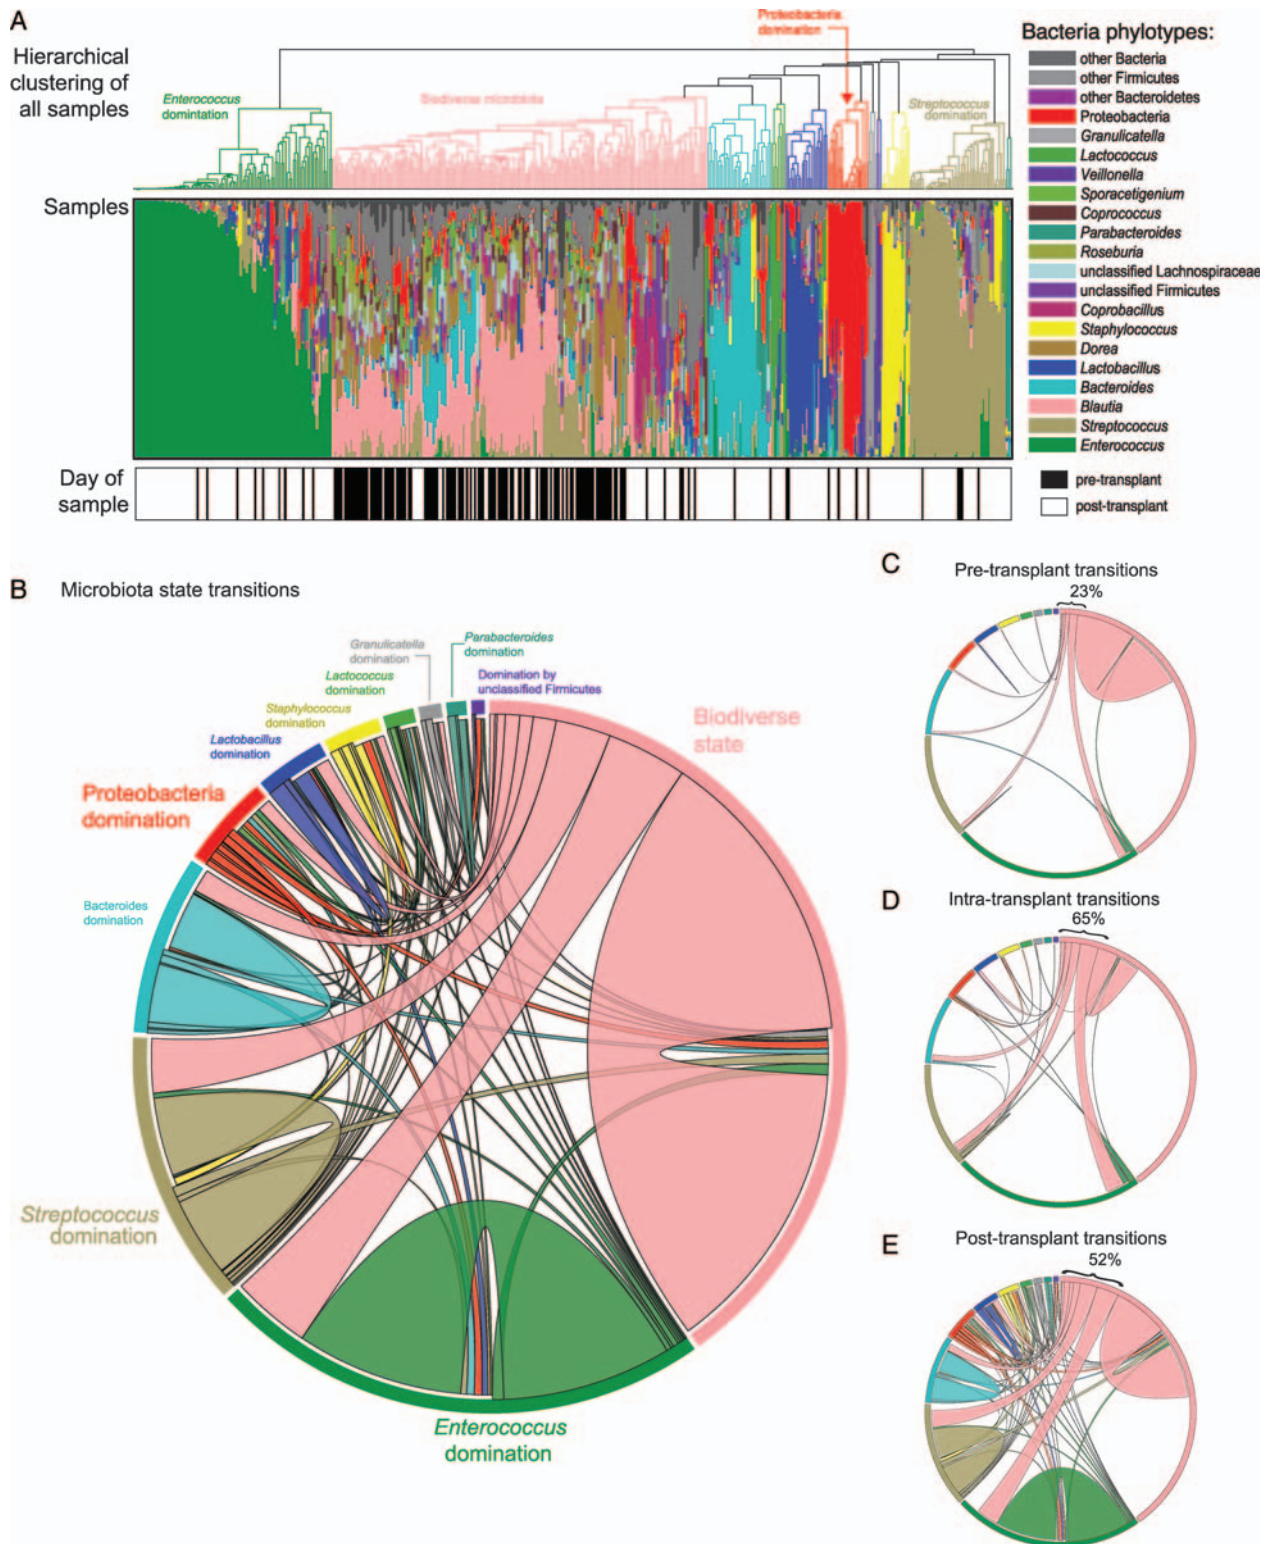 A
Hierarchical
clustering of
all samples
Enterococcus
domintation
Biodiverse microbiota
Proteobacteria
domination
Streptococcus
domination
Samples
Day of
sample
Bacteria phylotypes:
other Bacteria
other Firmicutes
other Bacteroidetes
Proteobacteria
Granulicatella
Lactococcus
Veillonella
Sporacetigenium
Coprococcus
Parabacteroides
Roseburia
unclassified Lachnospiraceae
unclassified Firmicutes
Coprobacillus
Staphylococcus
Dorea
Lactobacillus
Bacteroides
Blautia
Streptococcus
Enterococcus
pre-transplant
post-transplant
B
Microbiota state transitions
Granulicatella
domination
Parabacteroides
domination
Lactococcus
domination
Domination by
unclassified Firmicutes
Staphylococcus
domination
Lactobacillus
domination
Biodiverse
state
Proteobacteria
domination
Bacteroides
domination
Streptococcus
domination
Enterococcus
domination
C
Pre-transplant transitions
23%
D
Intra-transplant transitions
65%
E
Post-transplant transitions
52%